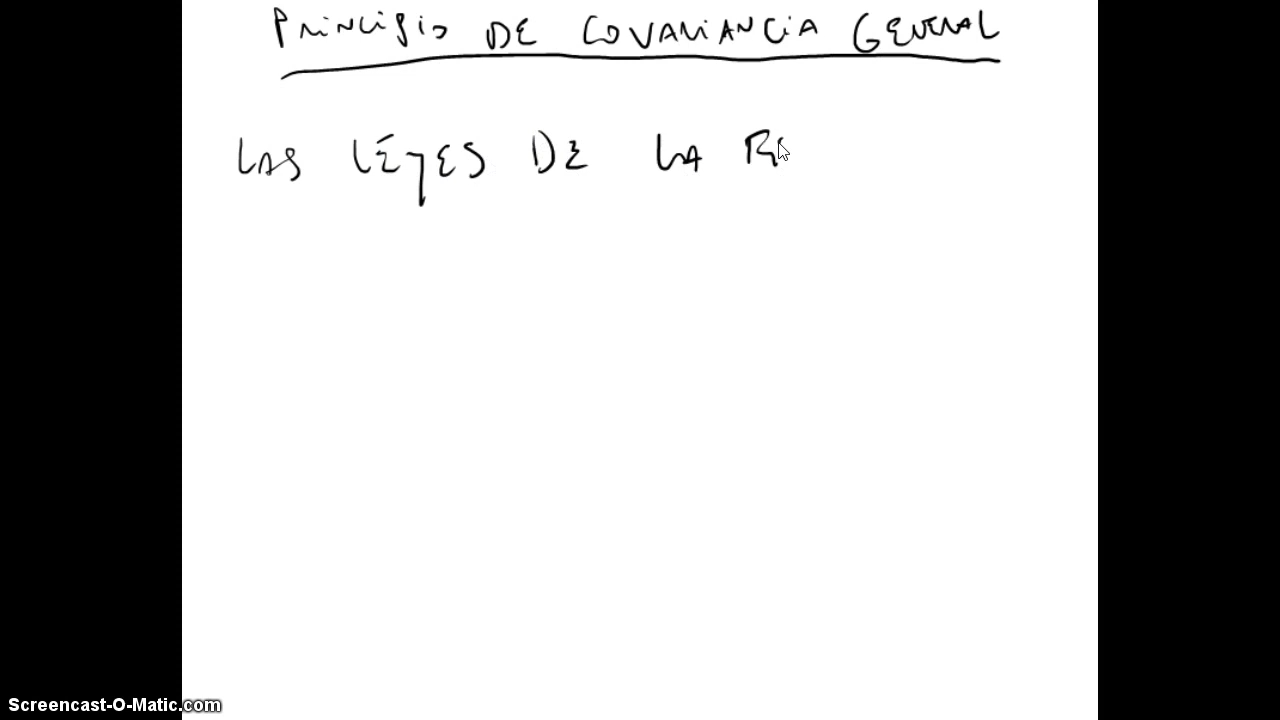 PRINCIPIO DE COVARIANCIA GENERAL
LAS LEYES DE LA
Screencast-O-Matic.com